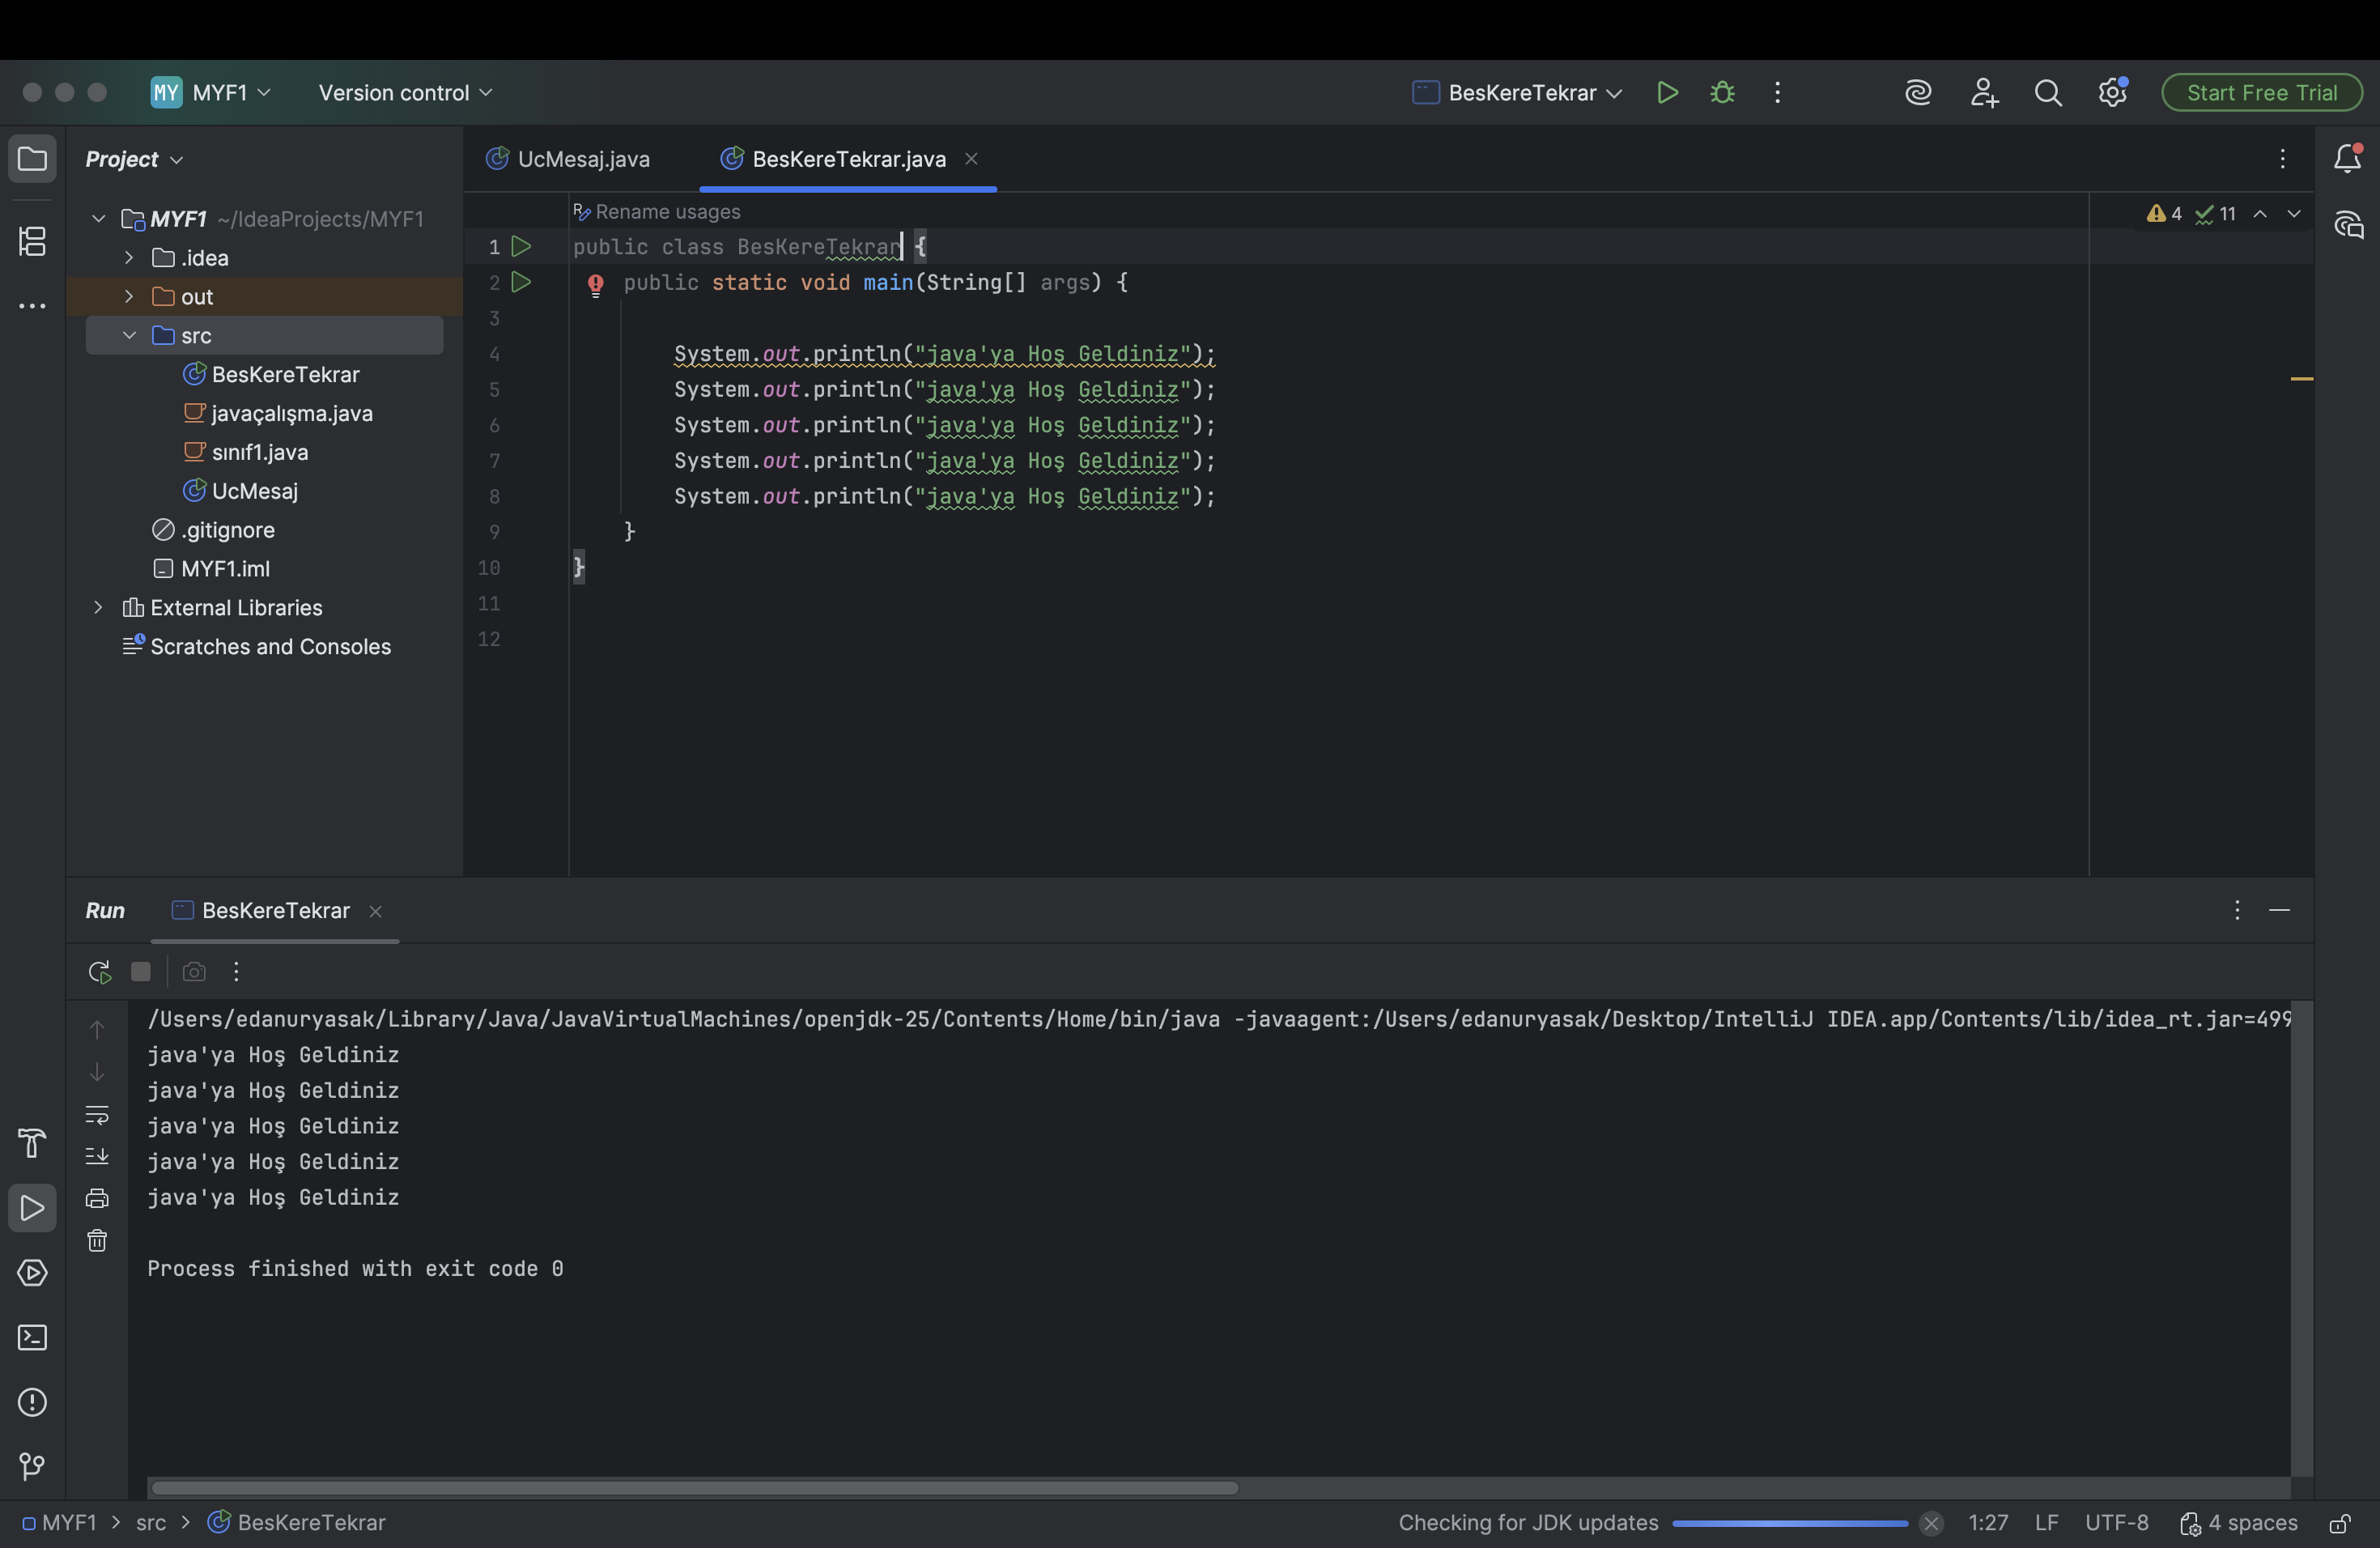 MY MYF1 Version control BesKereTekrar Start Free Trial
Project
MYF1 ~/IdeaProjects/MYF1
.idea
out
src
BesKereTekrar
javaçalışma.java
sınıf1.java
UcMesaj
.gitignore
MYF1.iml
External Libraries
Scratches and Consoles
UcMesaj.java BesKereTekrar.java
Rename usages 4 11
1 public class BesKereTekrar {
2 public static void main(String[] args) {
3
4 System.out.println("java'ya Hoş Geldiniz");
5 System.out.println("java'ya Hoş Geldiniz");
6 System.out.println("java'ya Hoş Geldiniz");
7 System.out.println("java'ya Hoş Geldiniz");
8 System.out.println("java'ya Hoş Geldiniz");
9 }
10 }
11
12
Run BesKereTekrar
/Users/edanuryasak/Library/Java/JavaVirtualMachines/openjdk-25/Contents/Home/bin/java -javaagent:/Users/edanuryasak/Desktop/IntelliJ IDEA.app/Contents/lib/idea_rt.jar=499
java'ya Hoş Geldiniz
java'ya Hoş Geldiniz
java'ya Hoş Geldiniz
java'ya Hoş Geldiniz
java'ya Hoş Geldiniz
Process finished with exit code 0
MYF1 > src > BesKereTekrar Checking for JDK updates 1:27 LF UTF-8 4 spaces